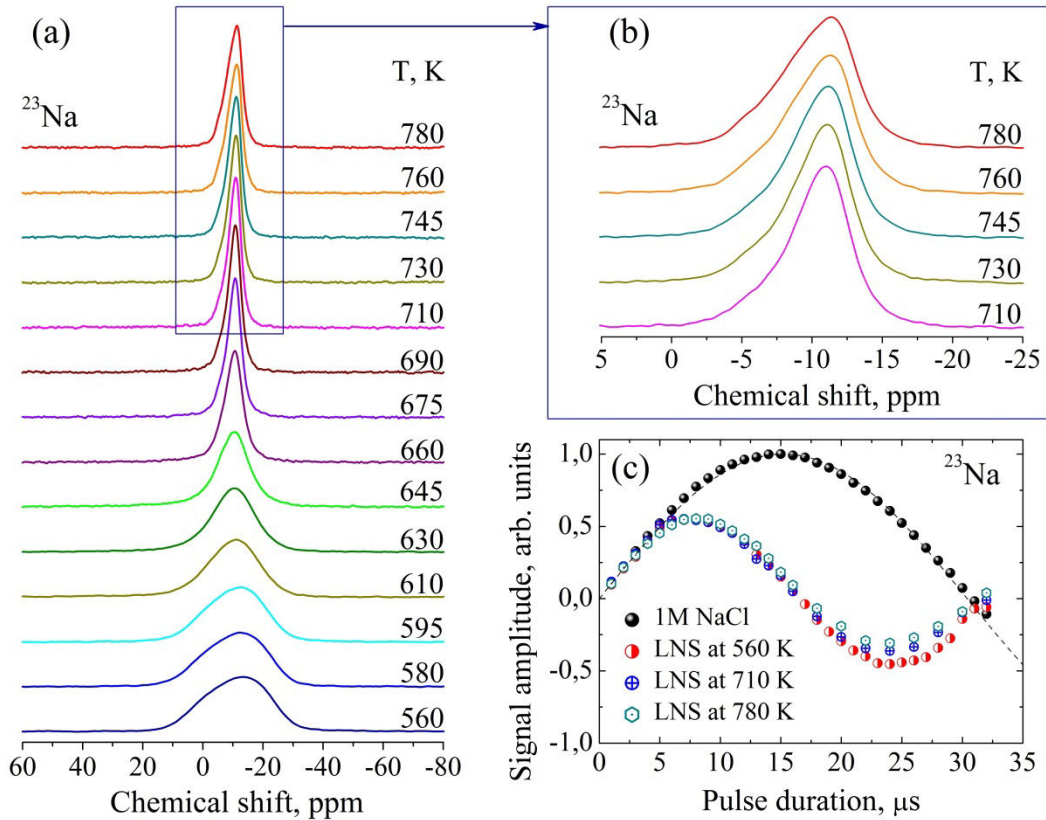 (a)
T, K
²³Na
780
760
745
730
710
690
675
660
645
630
610
595
580
560
60 40 20 0 -20 -40 -60 -80
Chemical shift, ppm
(b)
T, K
²³Na
780
760
745
730
710
5 0 -5 -10 -15 -20 -25
Chemical shift, ppm
(c)
²³Na
1,0
0,5
0,0
-0,5
-1,0
Signal amplitude, arb. units
1M NaCl
LNS at 560 K
LNS at 710 K
LNS at 780 K
0 5 10 15 20 25 30 35
Pulse duration, μs